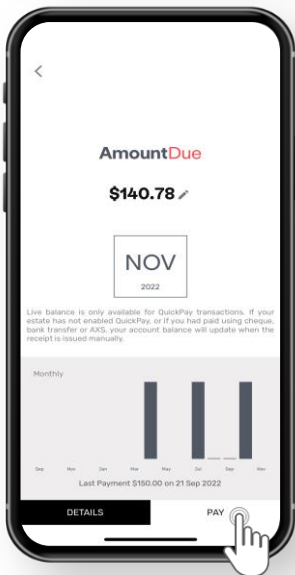 AmountDue
$140.78
NOV
2022
Live balance is only available for QuickPay transactions. If your
estate has not enabled QuickPay, or if you had paid using cheque,
bank transfer or AXS, your account balance will update when the
receipt is issued manually.
Monthly
Sep Nov Jan Mar May Jul Sep Nov
Last Payment $150.00 on 21 Sep 2022
DETAILS PAY